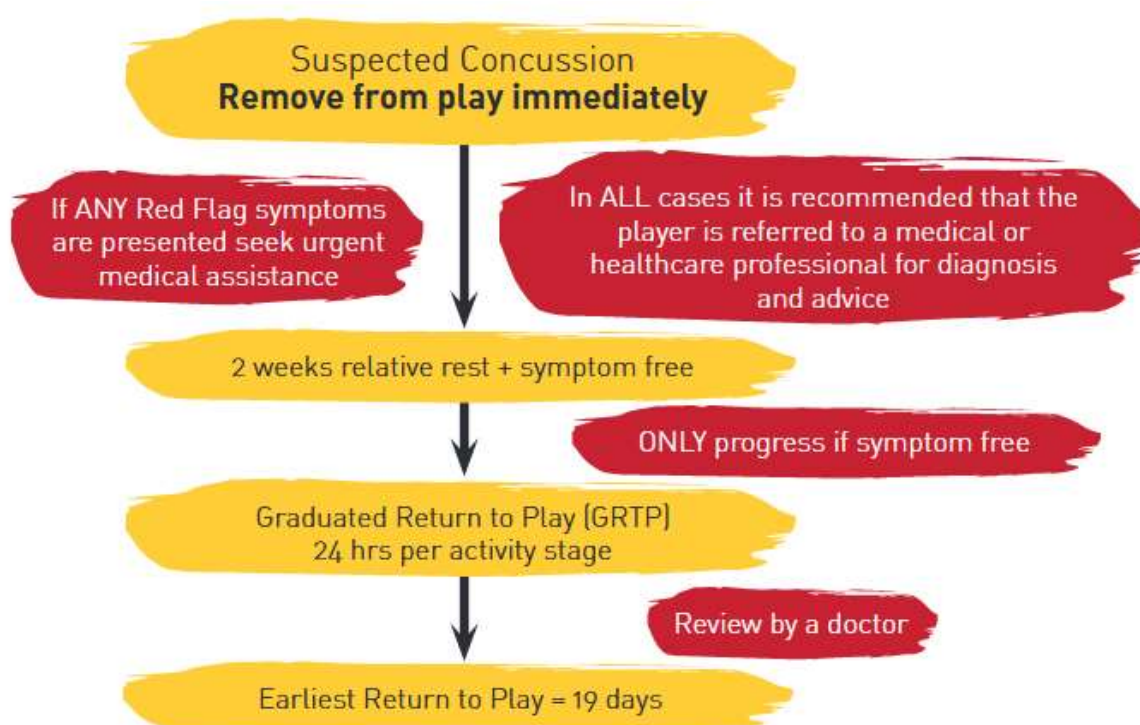 Suspected Concussion
Remove from play immediately
If ANY Red Flag symptoms
are presented seek urgent
medical assistance
In ALL cases it is recommended that the
player is referred to a medical or
healthcare professional for diagnosis
and advice
2 weeks relative rest + symptom free
ONLY progress if symptom free
Graduated Return to Play (GRTP)
24 hrs per activity stage
Review by a doctor
Earliest Return to Play = 19 days